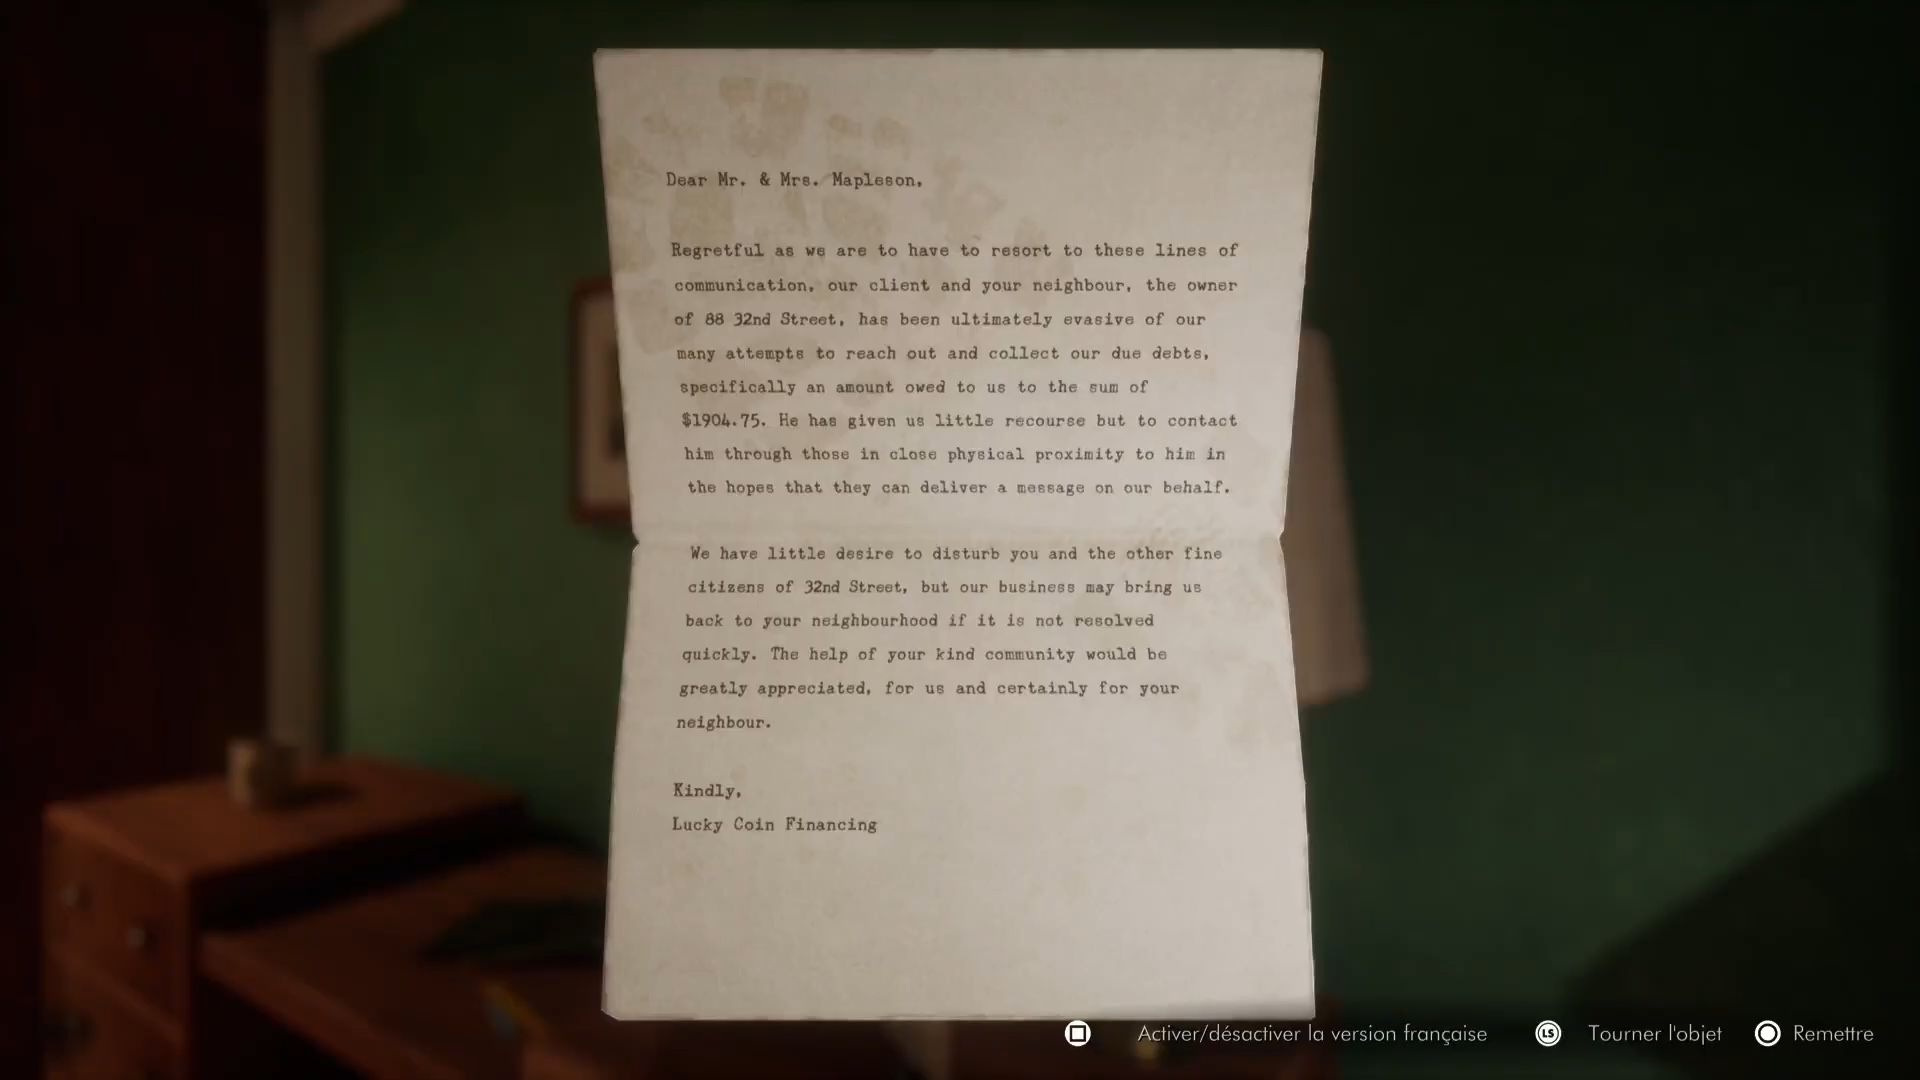 Dear Mr. & Mrs. Mapleson,
Regretful as we are to have to resort to these lines of
communication, our client and your neighbour, the owner
of 88 32nd Street, has been ultimately evasive of our
many attempts to reach out and collect our due debts,
specifically an amount owed to us to the sum of
$1904.75. He has given us little recourse but to contact
him through those in close physical proximity to him in
the hopes that they can deliver a message on our behalf.
We have little desire to disturb you and the other fine
citizens of 32nd Street, but our business may bring us
back to your neighbourhood if it is not resolved
quickly. The help of your kind community would be
greatly appreciated, for us and certainly for your
neighbour.
Kindly,
Lucky Coin Financing
Activer/désactiver la version française LS Tourner l'objet Remettre